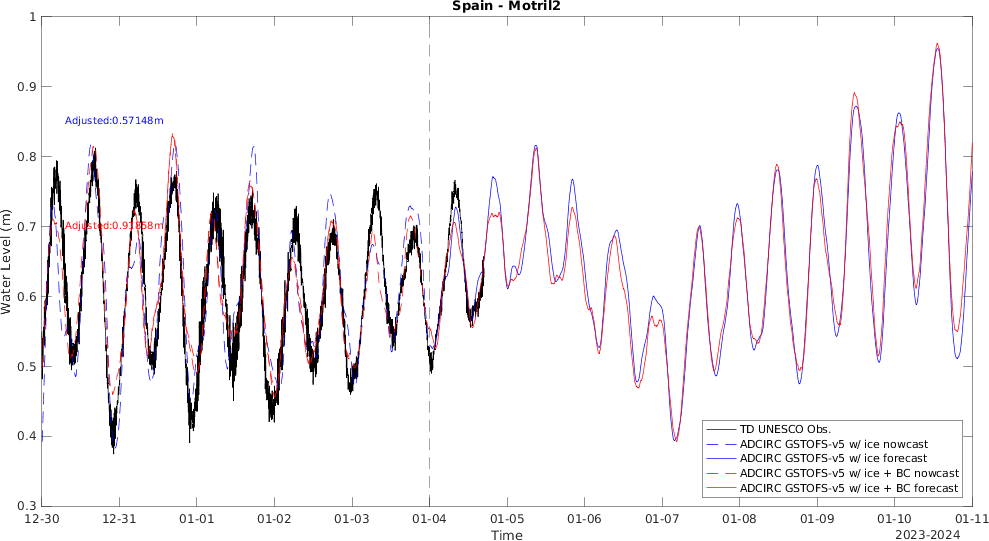 Spain - Motril2
1
0.9
0.8
0.7
0.6
0.5
0.4
0.3
Water Level (m)
Adjusted:0.57148m
TD UNESCO Obs.
ADCIRC GSTOFS-v5 w/ ice nowcast
ADCIRC GSTOFS-v5 w/ ice forecast
ADCIRC GSTOFS-v5 w/ ice + BC nowcast
ADCIRC GSTOFS-v5 w/ ice + BC forecast
12-30 12-31 01-01 01-02 01-03 01-04 01-05 01-06 01-07 01-08 01-09 01-10 01-11
Time
2023-2024